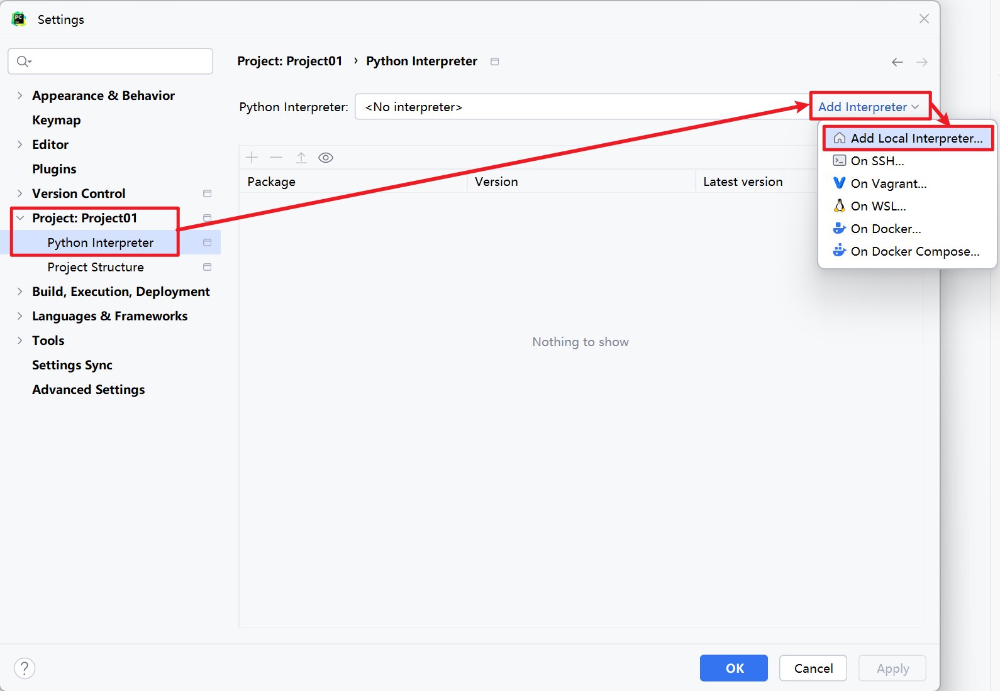 PC
Settings
Project: Project01 › Python Interpreter
Appearance & Behavior
Keymap
Editor
Plugins
Version Control
Project: Project01
Python Interpreter
Project Structure
Build, Execution, Deployment
Languages & Frameworks
Tools
Settings Sync
Advanced Settings
Python Interpreter: <No interpreter> Add Interpreter
Add Local Interpreter...
On SSH...
On Vagrant...
On WSL...
On Docker...
On Docker Compose...
Package Version Latest version
Nothing to show
? OK Cancel Apply